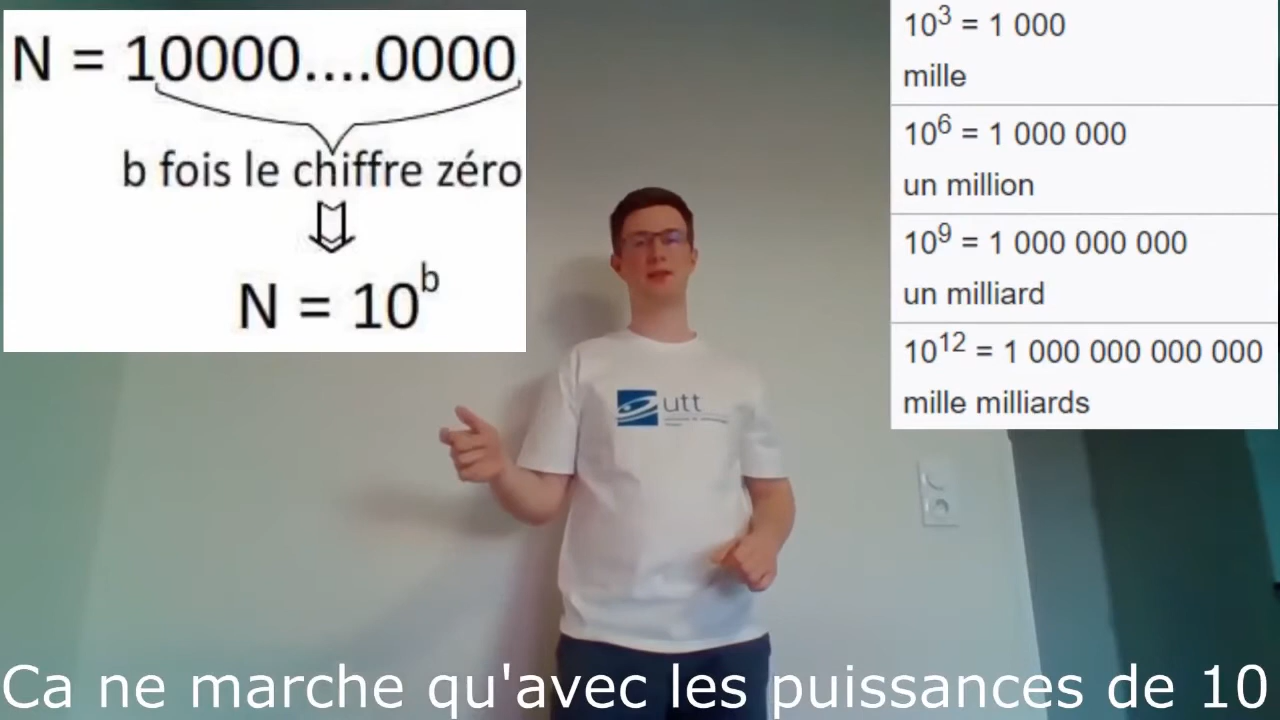 N = 10000....0000
b fois le chiffre zéro
N = 10^b
10^3 = 1 000
mille
10^6 = 1 000 000
un million
10^9 = 1 000 000 000
un milliard
10^12 = 1 000 000 000 000
mille milliards
utt
Ca ne marche qu'avec les puissances de 10